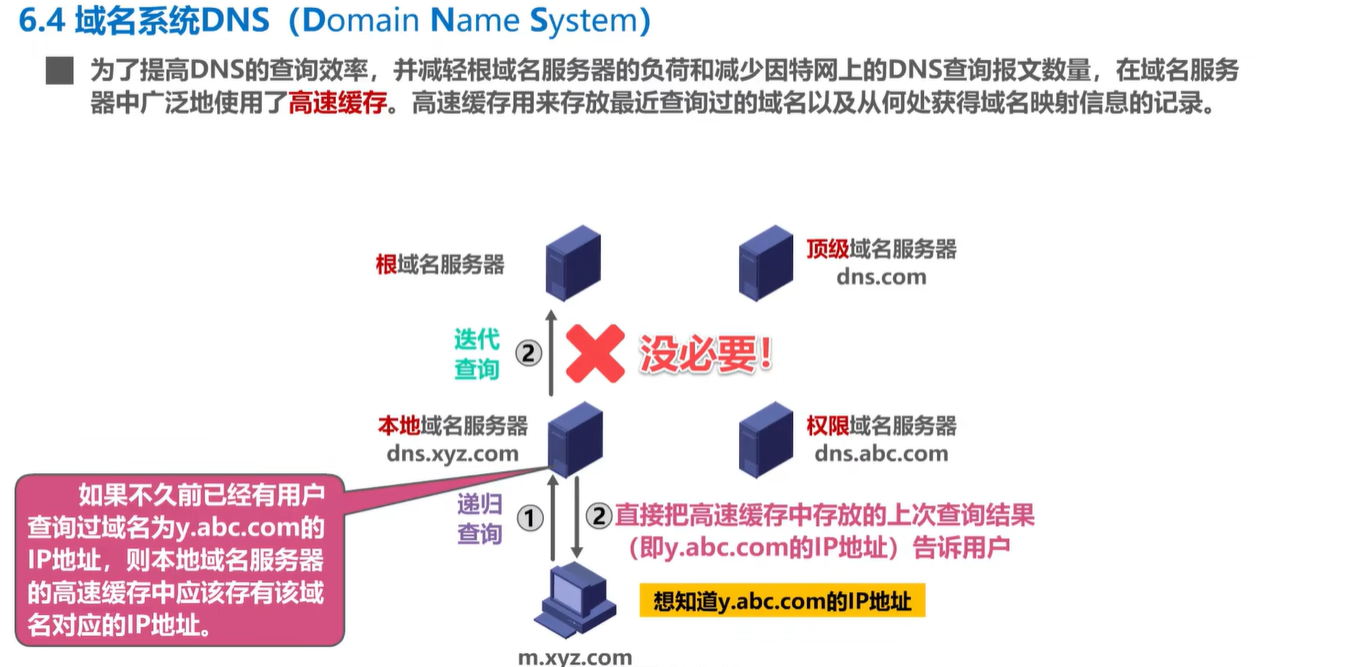 6.4 域名系统DNS（Domain Name System）
为了提高DNS的查询效率，并减轻根域名服务器的负荷和减少因特网上的DNS查询报文数量，在域名服务
器中广泛地使用了高速缓存。高速缓存用来存放最近查询过的域名以及从何处获得域名映射信息的记录。
根域名服务器
顶级域名服务器
dns.com
迭代
查询
②
没必要！
本地域名服务器
dns.xyz.com
权限域名服务器
dns.abc.com
如果不久前已经有用户
查询过域名为y.abc.com的
IP地址，则本地域名服务器
的高速缓存中应该存有该域
名对应的IP地址。
递归
查询
①
②直接把高速缓存中存放的上次查询结果
（即y.abc.com的IP地址）告诉用户
想知道y.abc.com的IP地址
m.xyz.com